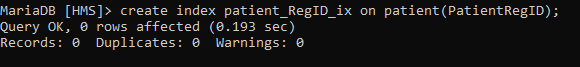 MariaDB [HMS]> create index patient_RegID_ix on patient(PatientRegID);
Query OK, 0 rows affected (0.193 sec)
Records: 0  Duplicates: 0  Warnings: 0